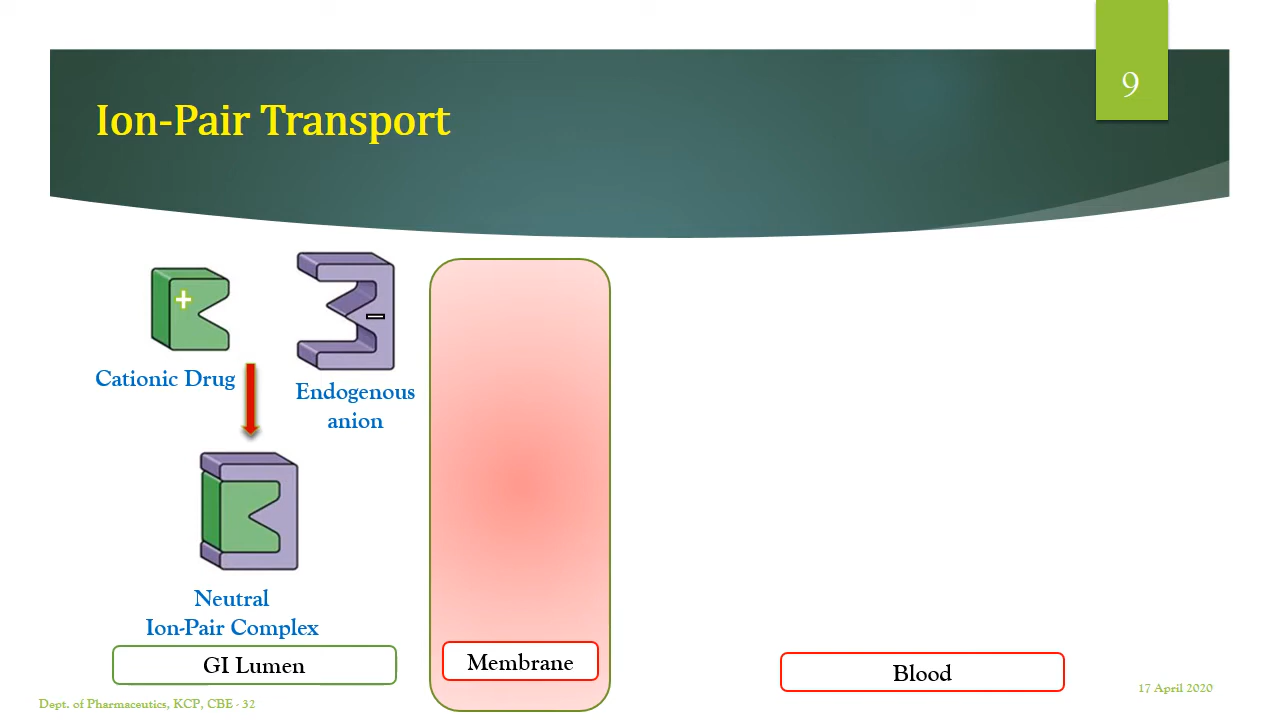 9
Ion-Pair Transport
+
Cationic Drug
Endogenous
anion
Neutral
Ion-Pair Complex
GI Lumen
Membrane
Blood
17 April 2020
Dept. of Pharmaceutics, KCP, CBE - 32